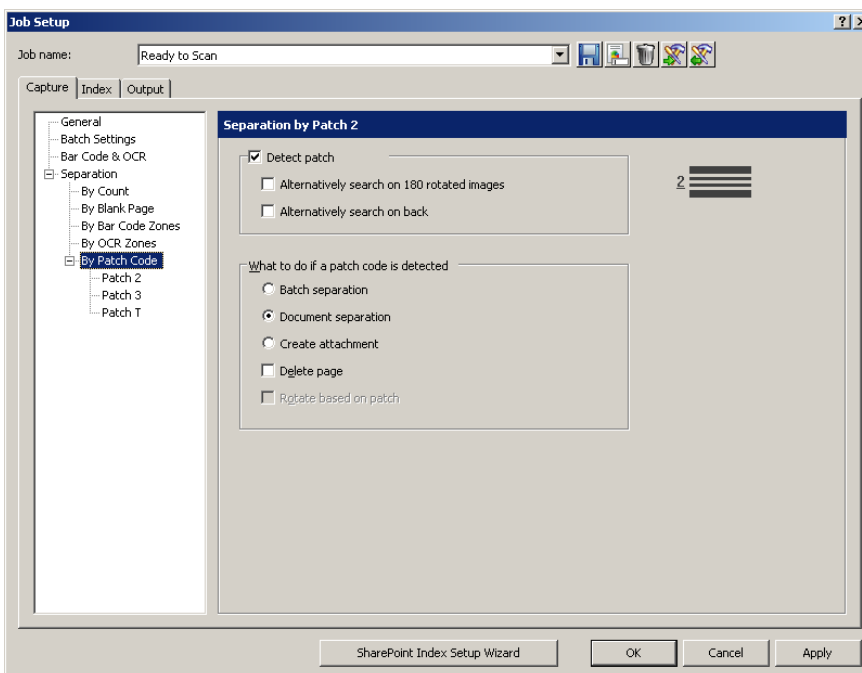 Job Setup
Job name: Ready to Scan
Capture Index Output
General
Batch Settings
Bar Code & OCR
Separation
By Count
By Blank Page
By Bar Code Zones
By OCR Zones
By Patch Code
Patch 2
Patch 3
Patch T
Separation by Patch 2
Detect patch
Alternatively search on 180 rotated images
Alternatively search on back
2
What to do if a patch code is detected
Batch separation
Document separation
Create attachment
Delete page
Rotate based on patch
SharePoint Index Setup Wizard OK Cancel Apply